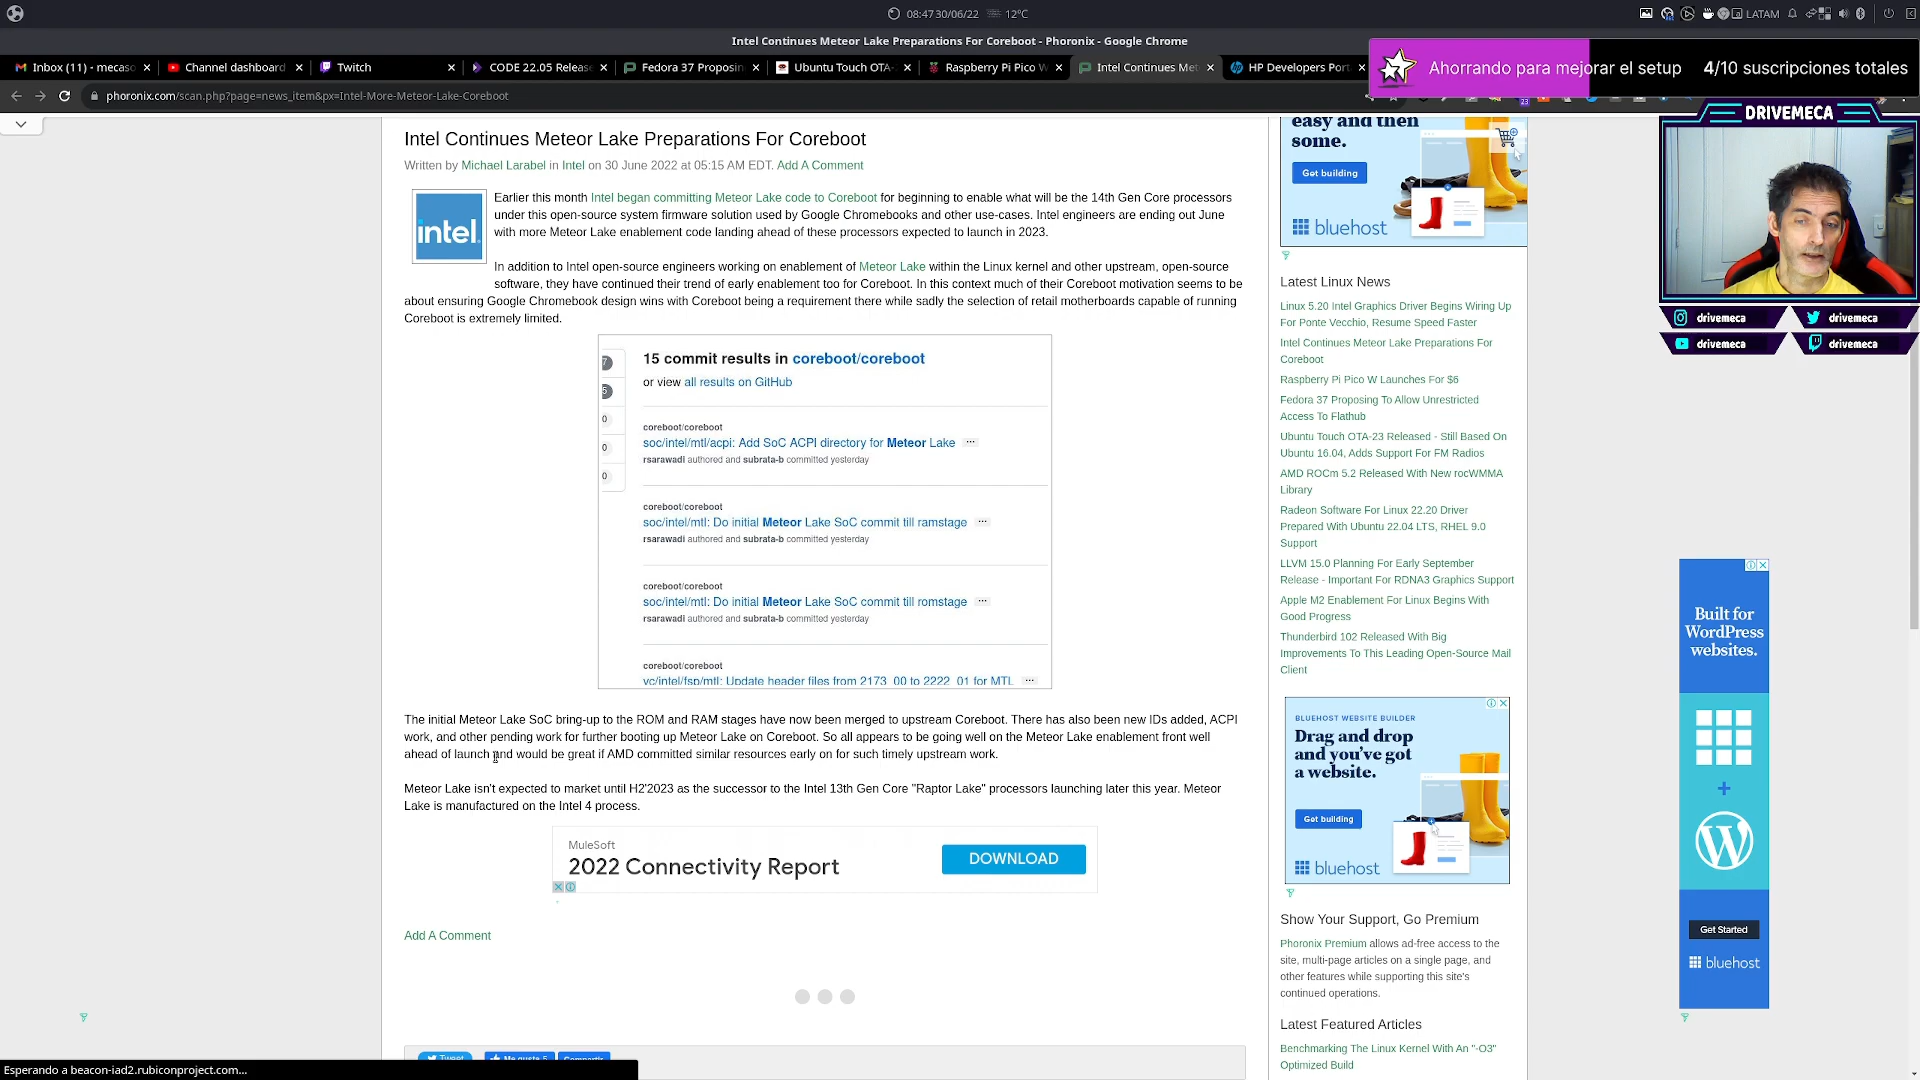 08:47 30/06/22
12°C
LATAM
Intel Continues Meteor Lake Preparations For Coreboot - Phoronix - Google Chrome
Inbox (11) - mecaso
Channel dashboard
Twitch
CODE 22.05 Releas
Fedora 37 Proposin
Ubuntu Touch OTA-
Raspberry Pi Pico W
Intel Continues Met
HP Developers Port
Ahorrando para mejorar el setup
4/10 suscripciones totales
phoronix.com/scan.php?page=news_item&px=Intel-More-Meteor-Lake-Coreboot
23
DRIVEMECA
drivemeca
drivemeca
drivemeca
drivemeca
Intel Continues Meteor Lake Preparations For Coreboot
Written by Michael Larabel in Intel on 30 June 2022 at 05:15 AM EDT. Add A Comment
intel.
Earlier this month Intel began committing Meteor Lake code to Coreboot for beginning to enable what will be the 14th Gen Core processors
under this open-source system firmware solution used by Google Chromebooks and other use-cases. Intel engineers are ending out June
with more Meteor Lake enablement code landing ahead of these processors expected to launch in 2023.
In addition to Intel open-source engineers working on enablement of Meteor Lake within the Linux kernel and other upstream, open-source
software, they have continued their trend of early enablement too for Coreboot. In this context much of their Coreboot motivation seems to be
about ensuring Google Chromebook design wins with Coreboot being a requirement there while sadly the selection of retail motherboards capable of running
Coreboot is extremely limited.
7
5
0
0
0
15 commit results in coreboot/coreboot
or view all results on GitHub
coreboot/coreboot
soc/intel/mtl/acpi: Add SoC ACPI directory for Meteor Lake ...
rsarawadi authored and subrata-b committed yesterday
coreboot/coreboot
soc/intel/mtl: Do initial Meteor Lake SoC commit till ramstage ...
rsarawadi authored and subrata-b committed yesterday
coreboot/coreboot
soc/intel/mtl: Do initial Meteor Lake SoC commit till romstage ...
rsarawadi authored and subrata-b committed yesterday
coreboot/coreboot
vc/intel/fsp/mtl: Update header files from 2173_00 to 2222_01 for MTL ...
The initial Meteor Lake SoC bring-up to the ROM and RAM stages have now been merged to upstream Coreboot. There has also been new IDs added, ACPI
work, and other pending work for further booting up Meteor Lake on Coreboot. So all appears to be going well on the Meteor Lake enablement front well
ahead of launch and would be great if AMD committed similar resources early on for such timely upstream work.
Meteor Lake isn't expected to market until H2'2023 as the successor to the Intel 13th Gen Core "Raptor Lake" processors launching later this year. Meteor
Lake is manufactured on the Intel 4 process.
MuleSoft
2022 Connectivity Report
DOWNLOAD
Add A Comment
Tweet
Me gusta 5
Compartir
easy and then
some.
Get building
bluehost
Latest Linux News
Linux 5.20 Intel Graphics Driver Begins Wiring Up
For Ponte Vecchio, Resume Speed Faster
Intel Continues Meteor Lake Preparations For
Coreboot
Raspberry Pi Pico W Launches For $6
Fedora 37 Proposing To Allow Unrestricted
Access To Flathub
Ubuntu Touch OTA-23 Released - Still Based On
Ubuntu 16.04, Adds Support For FM Radios
AMD ROCm 5.2 Released With New rocWMMA
Library
Radeon Software For Linux 22.20 Driver
Prepared With Ubuntu 22.04 LTS, RHEL 9.0
Support
LLVM 15.0 Planning For Early September
Release - Important For RDNA3 Graphics Support
Apple M2 Enablement For Linux Begins With
Good Progress
Thunderbird 102 Released With Big
Improvements To This Leading Open-Source Mail
Client
BLUEHOST WEBSITE BUILDER
Drag and drop
and you've got
a website.
Get building
bluehost
Show Your Support, Go Premium
Phoronix Premium allows ad-free access to the
site, multi-page articles on a single page, and
other features while supporting this site's
continued operations.
Latest Featured Articles
Benchmarking The Linux Kernel With An "-O3"
Optimized Build
Built for
WordPress
websites.
Get Started
bluehost
Esperando a beacon-iad2.rubiconproject.com...